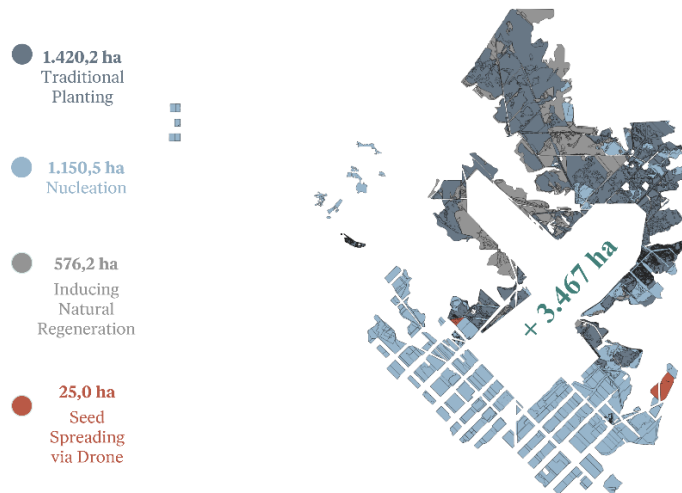 1.420,2 ha
Traditional
Planting
1.150,5 ha
Nucleation
576,2 ha
Inducing
Natural
Regeneration
25,0 ha
Seed
Spreading
via Drone
+ 3.467 ha